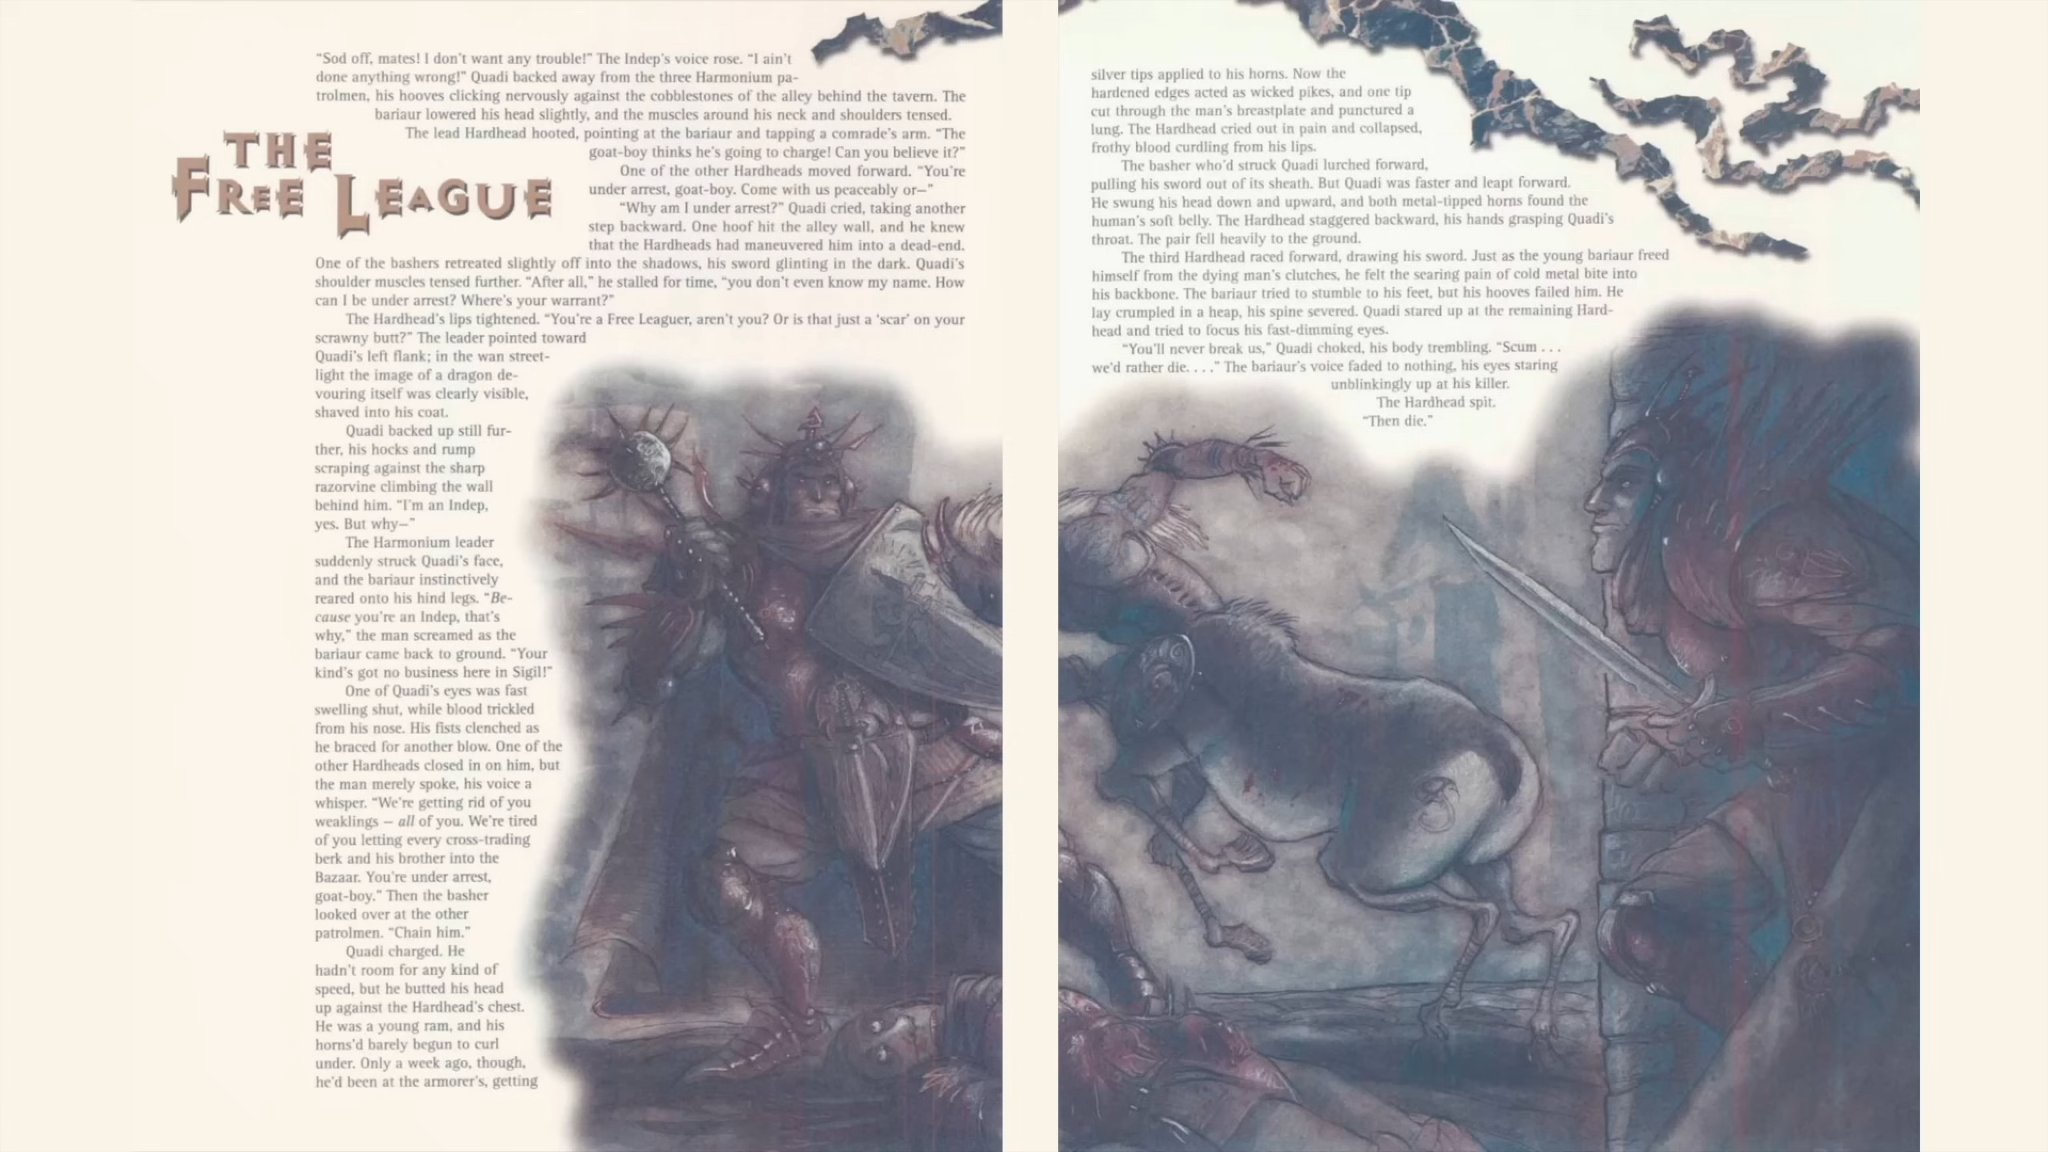 THE
FREE LEAGUE
“Sod off, mates! I don’t want any trouble!” The Indep’s voice rose. “I ain’t
done anything wrong!” Quadi backed away from the three Harmonium pa-
trolmen, his hooves clicking nervously against the cobblestones of the alley behind the tavern. The
bariaur lowered his head slightly, and the muscles around his neck and shoulders tensed.
The lead Hardhead hooted, pointing at the bariaur and tapping a comrade’s arm. “The
goat-boy thinks he’s going to charge! Can you believe it?”
One of the other Hardheads moved forward. “You’re
under arrest, goat-boy. Come with us peaceably or—”
“Why am I under arrest?” Quadi cried, taking another
step backward. One hoof hit the alley wall, and he knew
that the Hardheads had maneuvered him into a dead-end.
One of the bashers retreated slightly off into the shadows, his sword glinting in the dark. Quadi’s
shoulder muscles tensed further. “After all,” he stalled for time, “you don’t even know my name. How
can I be under arrest? Where’s your warrant?”
The Hardhead’s lips tightened. “You’re a Free Leaguer, aren’t you? Or is that just a ‘scar’ on your
scrawny butt?” The leader pointed toward
Quadi’s left flank; in the wan street-
light the image of a dragon de-
vouring itself was clearly visible,
shaved into his coat.
Quadi backed up still fur-
ther, his hocks and rump
scraping against the sharp
razorvine climbing the wall
behind him. “I’m an Indep,
yes. But why—”
The Harmonium leader
suddenly struck Quadi’s face,
and the bariaur instinctively
reared onto his hind legs. “Be-
cause you’re an Indep, that’s
why,” the man screamed as the
bariaur came back to ground. “Your
kind’s got no business here in Sigil!”
One of Quadi’s eyes was fast
swelling shut, while blood trickled
from his nose. His fists clenched as
he braced for another blow. One of the
other Hardheads closed in on him, but
the man merely spoke, his voice a
whisper. “We’re getting rid of you
weaklings — all of you. We’re tired
of you letting every cross-trading
berk and his brother into the
Bazaar. You’re under arrest,
goat-boy.” Then the basher
looked over at the other
patrolmen. “Chain him.”
Quadi charged. He
hadn’t room for any kind of
speed, but he butted his head
up against the Hardhead’s chest.
He was a young ram, and his
horns’d barely begun to curl
under. Only a week ago, though,
he’d been at the armorer’s, getting
silver tips applied to his horns. Now the
hardened edges acted as wicked pikes, and one tip
cut through the man’s breastplate and punctured a
lung. The Hardhead cried out in pain and collapsed,
frothy blood curdling from his lips.
The basher who’d struck Quadi lurched forward,
pulling his sword out of its sheath. But Quadi was faster and leapt forward.
He swung his head down and upward, and both metal-tipped horns found the
human’s soft belly. The Hardhead staggered backward, his hands grasping Quadi’s
throat. The pair fell heavily to the ground.
The third Hardhead raced forward, drawing his sword. Just as the young bariaur freed
himself from the dying man’s clutches, he felt the searing pain of cold metal bite into
his backbone. The bariaur tried to stumble to his feet, but his hooves failed him. He
lay crumpled in a heap, his spine severed. Quadi stared up at the remaining Hard-
head and tried to focus his fast-dimming eyes.
“You’ll never break us,” Quadi choked, his body trembling. “Scum . . .
we’d rather die. . . .” The bariaur’s voice faded to nothing, his eyes staring
unblinkingly up at his killer.
The Hardhead spit.
“Then die.”